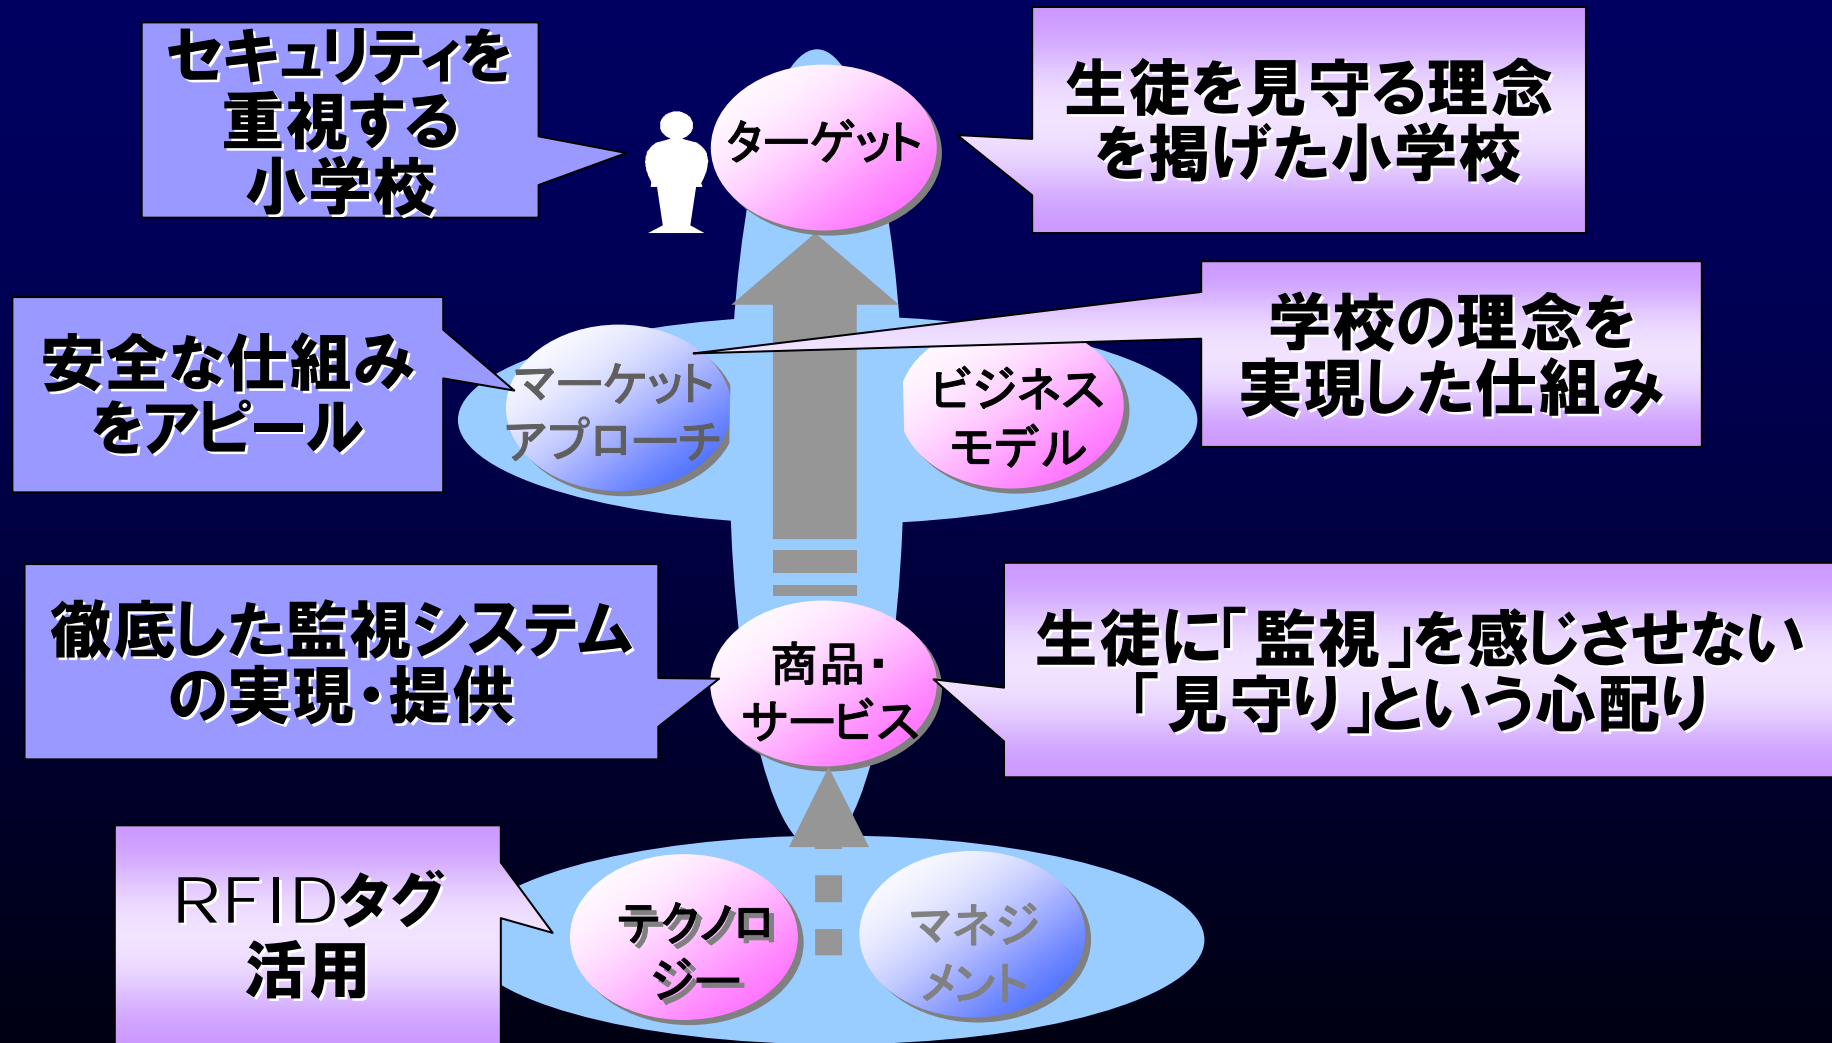 セキュリティを
重視する
小学校
ターゲット
生徒を見守る理念
を掲げた小学校
安全な仕組み
をアピール
マーケット
アプローチ
ビジネス
モデル
学校の理念を
実現した仕組み
徹底した監視システム
の実現・提供
商品・
サービス
生徒に「監視」を感じさせない
「見守り」という心配り
RFIDタグ
活用
テクノロ
ジー
マネジ
メント